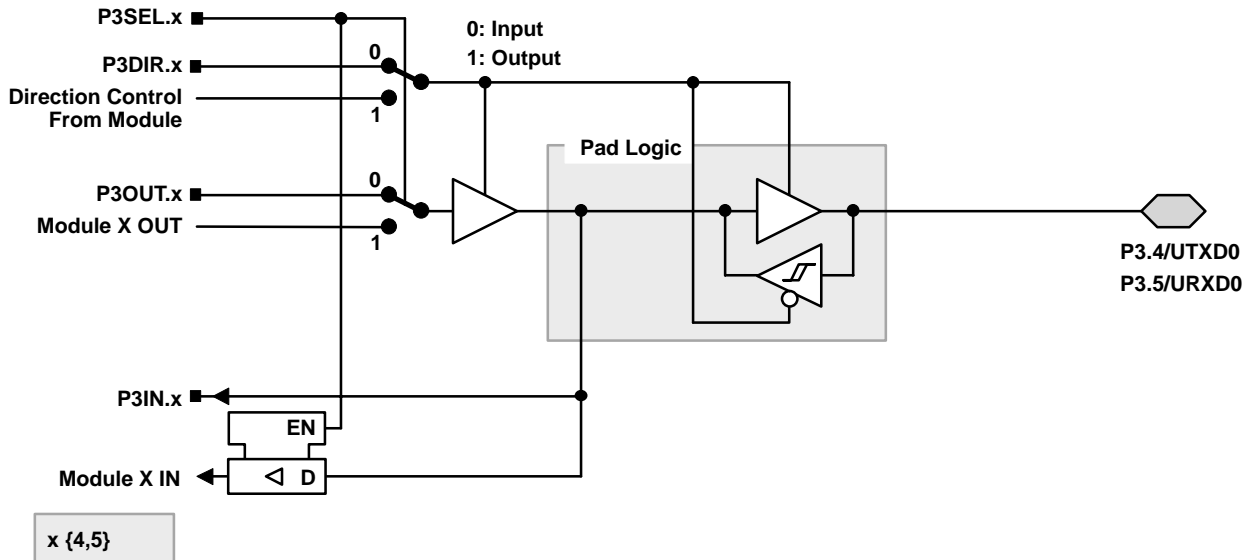 P3SEL.x
0: Input
1: Output
0
P3DIR.x
Direction Control
From Module
1
Pad Logic
0
P3OUT.x
Module X OUT
1
P3.4/UTXD0
P3.5/URXD0
P3IN.x
EN
Module X IN
D
x {4,5}